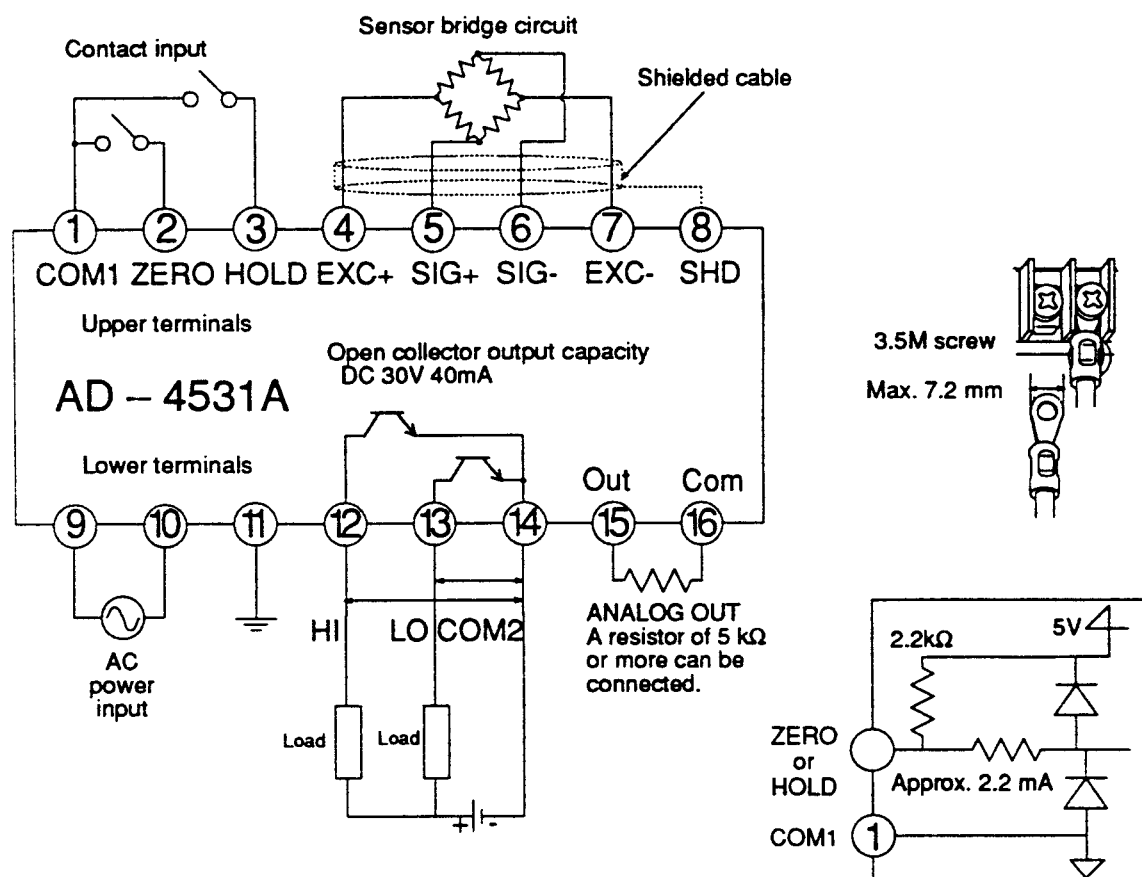 Sensor bridge circuit
Contact input
Shielded cable
1 2 3 4 5 6 7 8
COM1 ZERO HOLD EXC+ SIG+ SIG- EXC- SHD
Upper terminals
Open collector output capacity
DC 30V 40mA
AD – 4531A
Lower terminals
Out Com
9 10 11 12 13 14 15 16
HI LO COM2
AC
power
input
Load Load
+ -
ANALOG OUT
A resistor of 5 kΩ
or more can be
connected.
3.5M screw
Max. 7.2 mm
5V
2.2kΩ
ZERO
or
HOLD
Approx. 2.2 mA
COM1 1